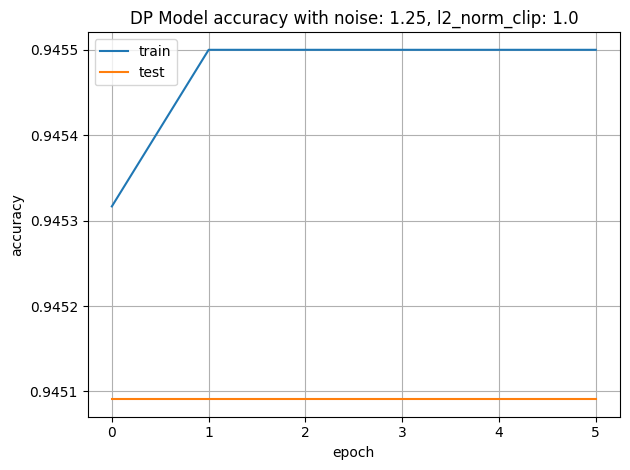 DP Model accuracy with noise: 1.25, l2_norm_clip: 1.0
train
test
0.9455
0.9454
0.9453
0.9452
0.9451
accuracy
0 1 2 3 4 5
epoch